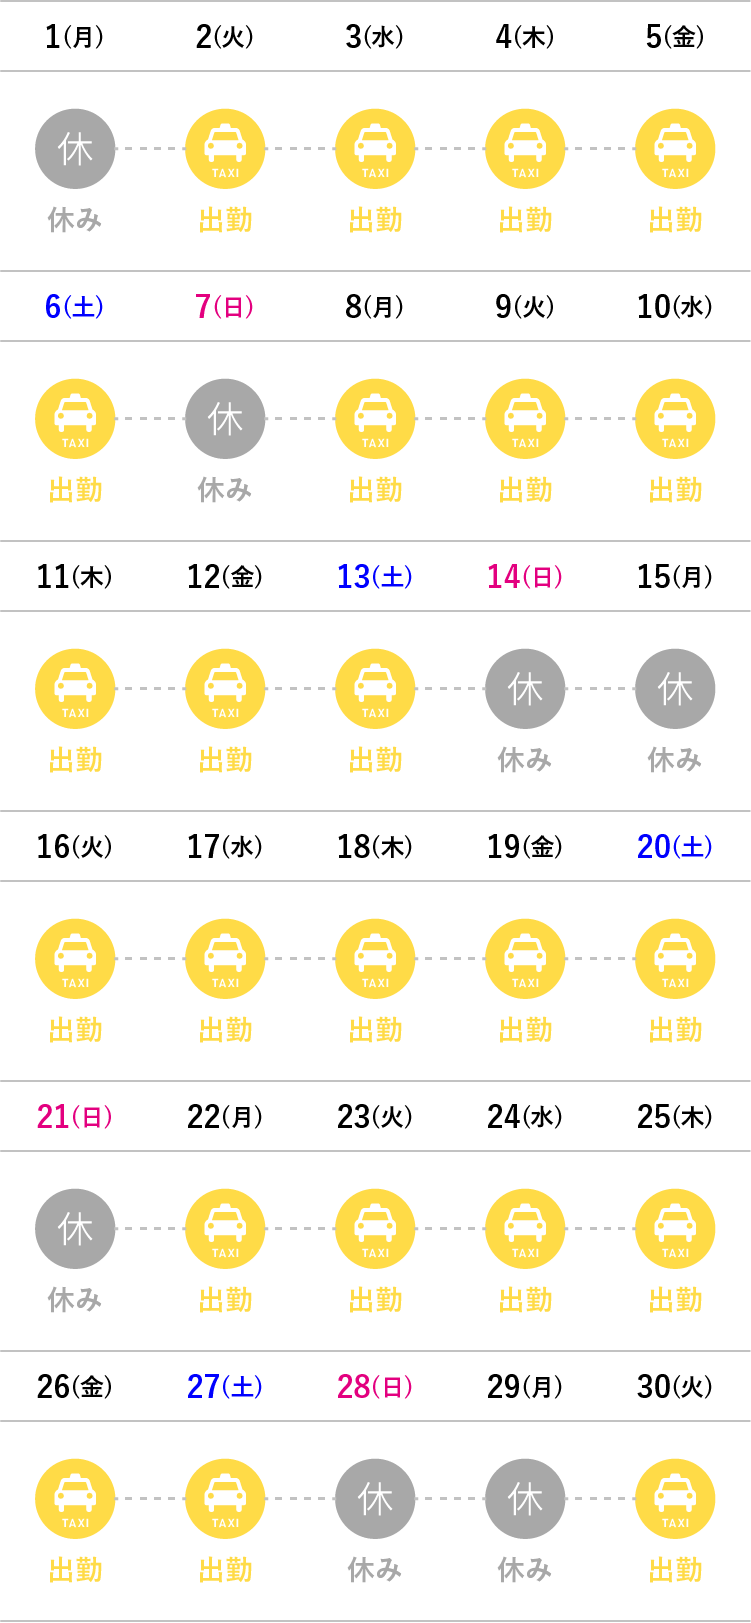 1(月) 2(火) 3(水) 4(木) 5(金)
休 TAXI TAXI TAXI TAXI
休み 出勤 出勤 出勤 出勤
6(土) 7(日) 8(月) 9(火) 10(水)
TAXI 休 TAXI TAXI TAXI
出勤 休み 出勤 出勤 出勤
11(木) 12(金) 13(土) 14(日) 15(月)
TAXI TAXI TAXI 休 休
出勤 出勤 出勤 休み 休み
16(火) 17(水) 18(木) 19(金) 20(土)
TAXI TAXI TAXI TAXI TAXI
出勤 出勤 出勤 出勤 出勤
21(日) 22(月) 23(火) 24(水) 25(木)
休 TAXI TAXI TAXI TAXI
休み 出勤 出勤 出勤 出勤
26(金) 27(土) 28(日) 29(月) 30(火)
TAXI TAXI 休 休 TAXI
出勤 出勤 休み 休み 出勤